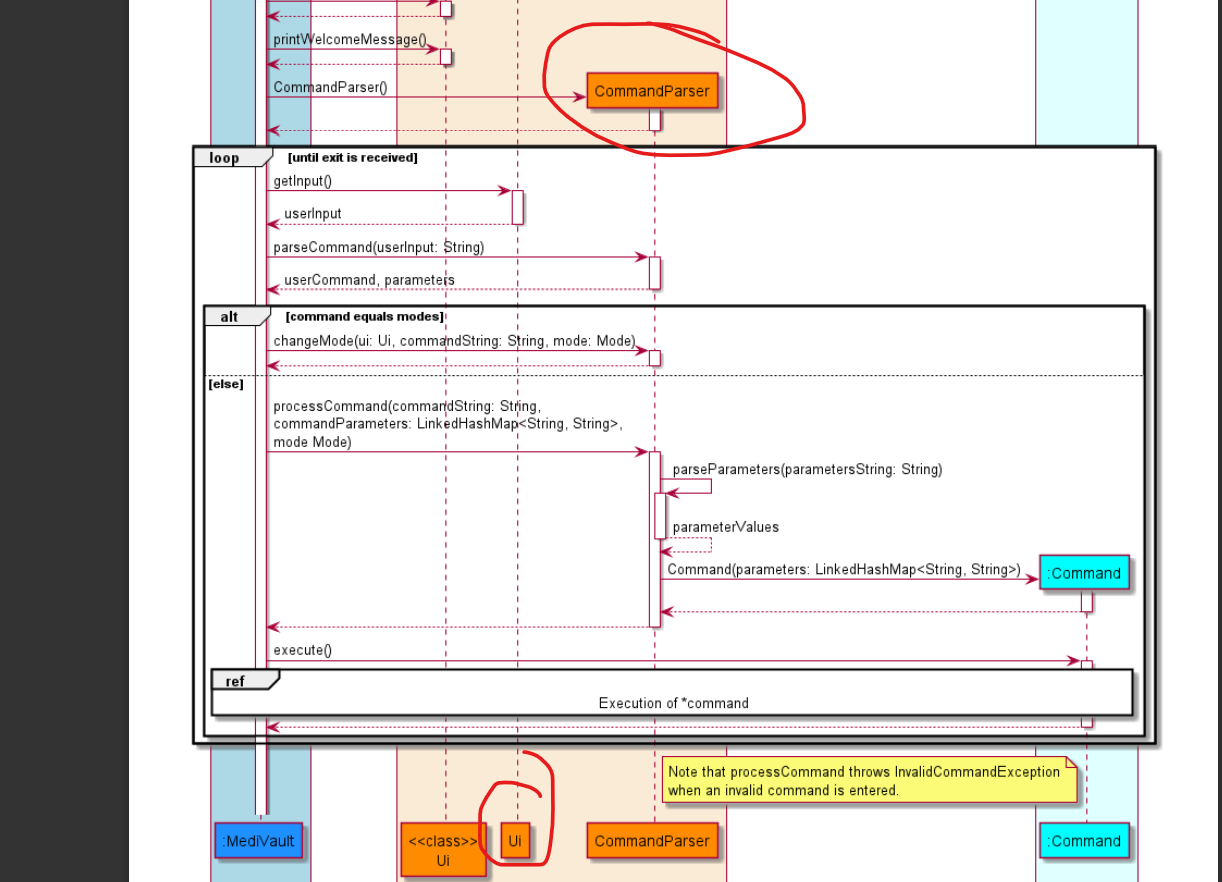 printWelcomeMessage()
CommandParser()
CommandParser
loop
[until exit is received]
getInput()
userInput
parseCommand(userInput: String)
userCommand, parameters
alt
[command equals modes]
changeMode(ui: Ui, commandString: String, mode: Mode)
[else]
processCommand(commandString: String,
commandParameters: LinkedHashMap<String, String>,
mode Mode)
parseParameters(parametersString: String)
parameterValues
Command(parameters: LinkedHashMap<String, String>)
:Command
execute()
ref
Execution of *command
Note that processCommand throws InvalidCommandException
when an invalid command is entered.
:MediVault
<<class>>
Ui
Ui
CommandParser
:Command